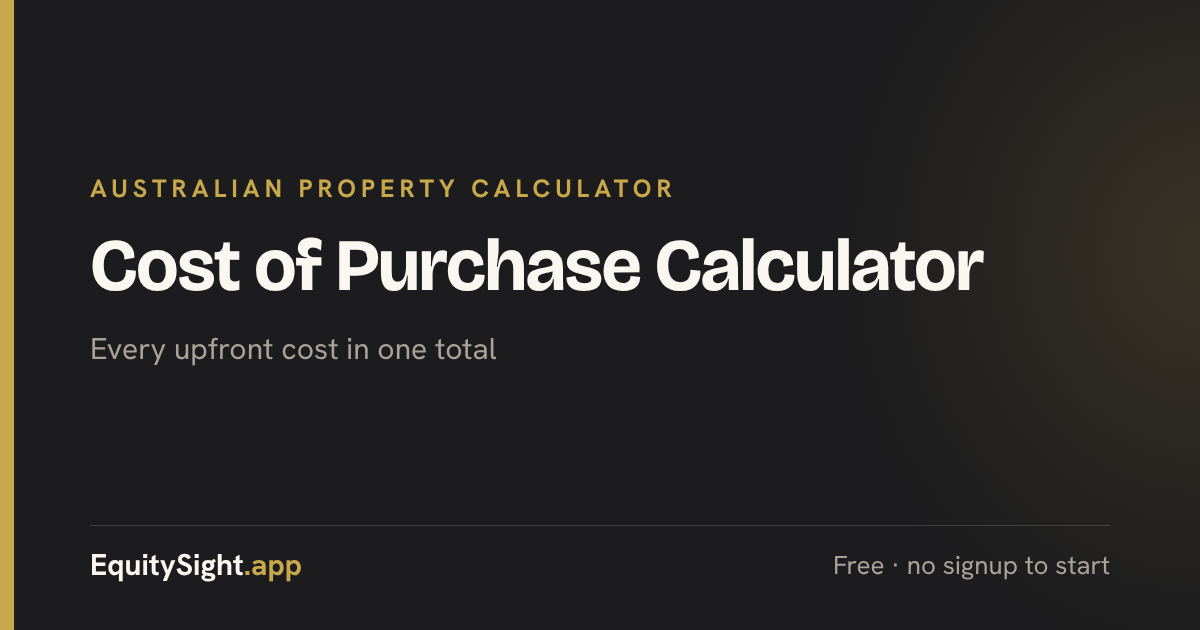 AUSTRALIAN PROPERTY CALCULATOR
Cost of Purchase Calculator
Every upfront cost in one total
EquitySight.app
Free · no signup to start